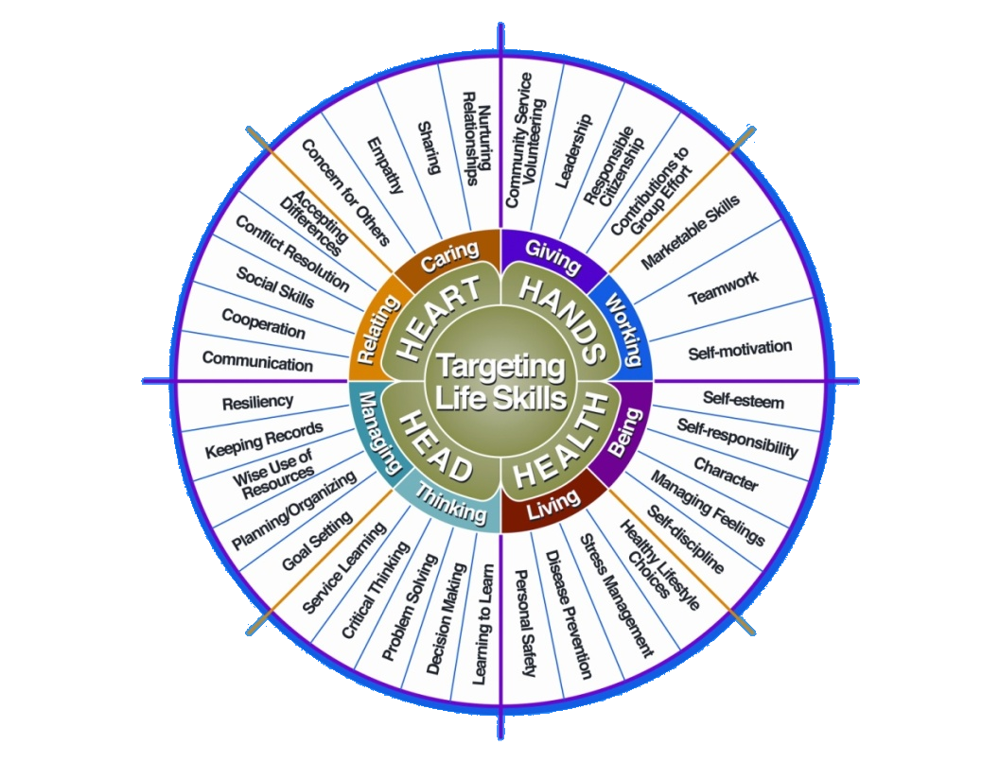 Targeting
Life Skills
HEART
HANDS
HEALTH
HEAD
Caring
Giving
Working
Being
Living
Thinking
Managing
Relating
Community Service
Volunteering
Leadership
Responsible
Citizenship
Contributions to
Group Effort
Marketable Skills
Teamwork
Self-motivation
Self-esteem
Self-responsibility
Character
Managing Feelings
Self-discipline
Healthy Lifestyle
Choices
Stress Management
Disease Prevention
Personal Safety
Learning to Learn
Decision Making
Problem Solving
Critical Thinking
Service Learning
Goal Setting
Planning/Organizing
Wise Use of
Resources
Keeping Records
Resiliency
Communication
Cooperation
Social Skills
Conflict Resolution
Accepting
Differences
Concern for Others
Empathy
Sharing
Nurturing
Relationships